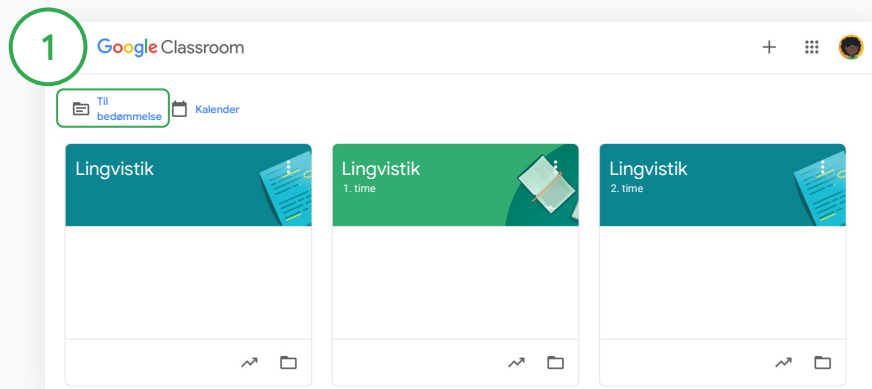 1
Google Classroom
Til
bedømmelse
Kalender
Lingvistik
Lingvistik
1. time
Lingvistik
2. time